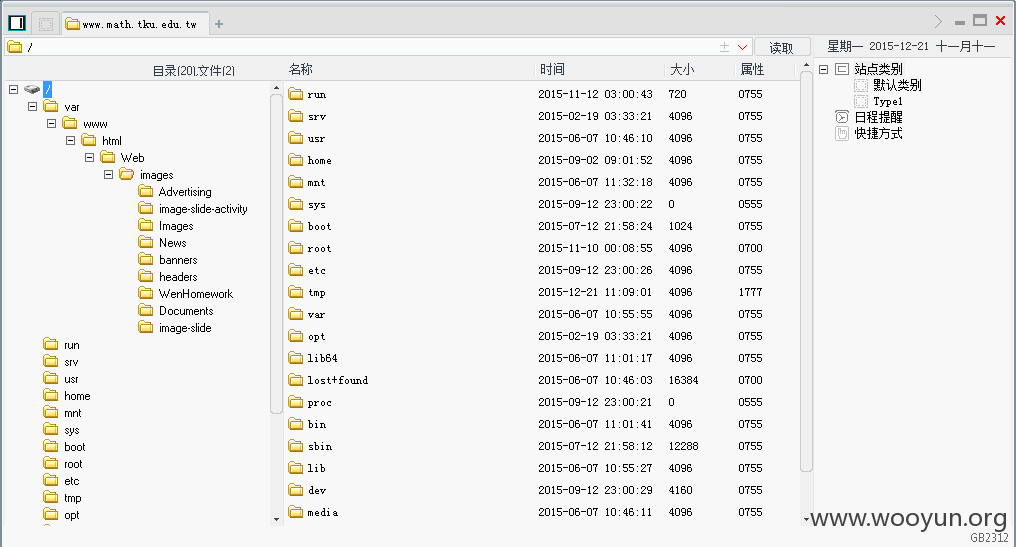 www.math.tku.edu.tw
/
读取
星期一 2015-12-21 十一月十一
目录(20),文件(2)
名称 时间 大小 属性
/
var
www
html
Web
images
Advertising
image-slide-activity
Images
News
banners
headers
WenHomework
Documents
image-slide
run
srv
usr
home
mnt
sys
boot
root
etc
tmp
opt
run 2015-11-12 03:00:43 720 0755
srv 2015-02-19 03:33:21 4096 0755
usr 2015-06-07 10:46:10 4096 0755
home 2015-09-02 09:01:52 4096 0755
mnt 2015-06-07 11:32:18 4096 0755
sys 2015-09-12 23:00:22 0 0555
boot 2015-07-12 21:58:24 1024 0755
root 2015-11-10 00:08:55 4096 0700
etc 2015-09-12 23:00:26 4096 0755
tmp 2015-12-21 11:09:01 4096 1777
var 2015-06-07 10:55:55 4096 0755
opt 2015-02-19 03:33:21 4096 0755
lib64 2015-06-07 11:01:17 4096 0755
lost+found 2015-06-07 10:46:03 16384 0700
proc 2015-09-12 23:00:21 0 0555
bin 2015-06-07 11:01:41 4096 0755
sbin 2015-07-12 21:58:12 12288 0755
lib 2015-06-07 10:55:27 4096 0755
dev 2015-09-12 23:00:29 4160 0755
media 2015-06-07 10:46:11 4096 0755
站点类别
默认类别
Type1
日程提醒
快捷方式
www.wooyun.org
GB2312